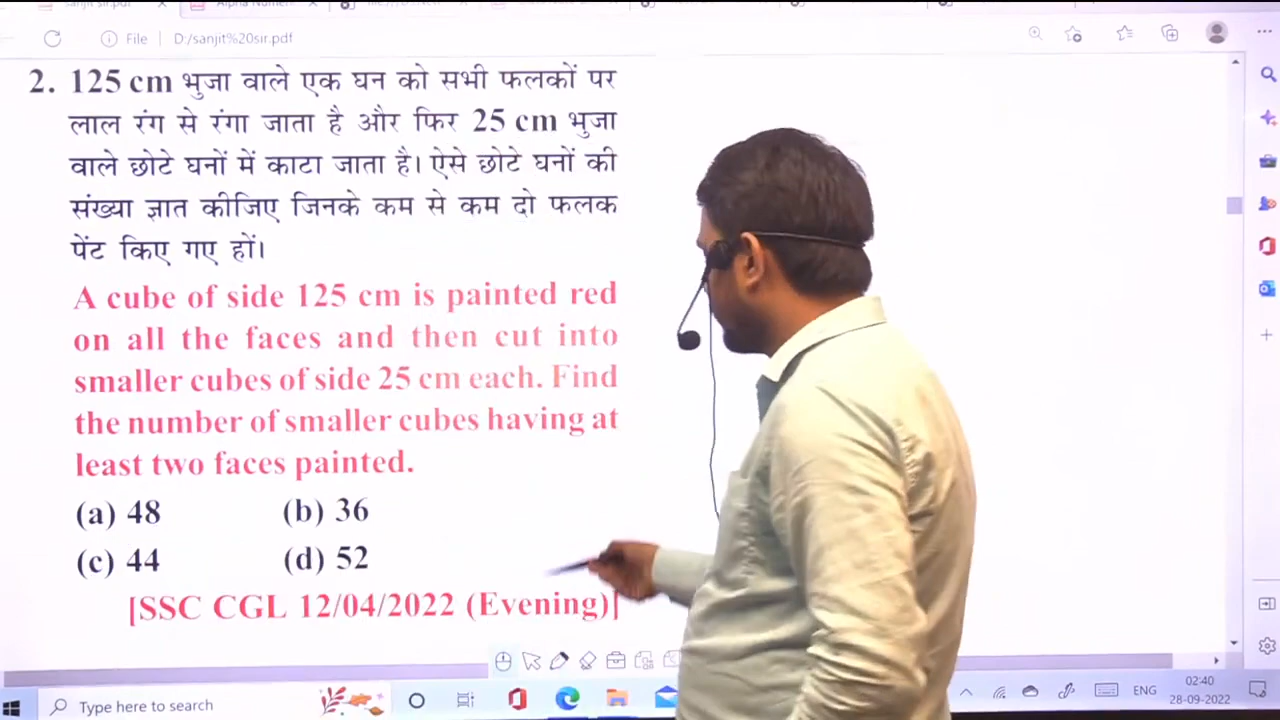 File
D:/sanjit%20sir.pdf
2. 125 cm भुजा वाले एक घन को सभी फलकों पर
लाल रंग से रंगा जाता है और फिर 25 cm भुजा
वाले छोटे घनों में काटा जाता है। ऐसे छोटे घनों की
संख्या ज्ञात कीजिए जिनके कम से कम दो फलक
पेंट किए गए हों।
A cube of side 125 cm is painted red
on all the faces and then cut into
smaller cubes of side 25 cm each. Find
the number of smaller cubes having at
least two faces painted.
(a) 48 (b) 36
(c) 44 (d) 52
[SSC CGL 12/04/2022 (Evening)]
Type here to search
ENG
02:40
28-09-2022